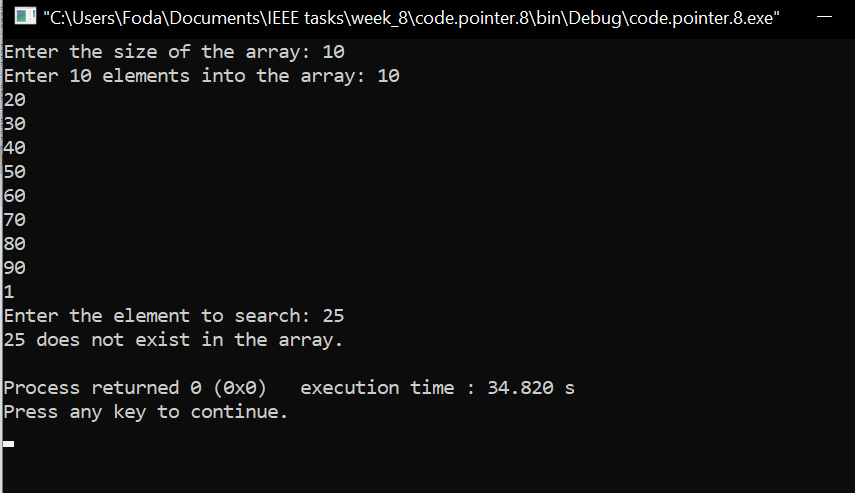 "C:\Users\Foda\Documents\IEEE tasks\week_8\code.pointer.8\bin\Debug\code.pointer.8.exe"
Enter the size of the array: 10
Enter 10 elements into the array: 10
20
30
40
50
60
70
80
90
1
Enter the element to search: 25
25 does not exist in the array.
Process returned 0 (0x0)   execution time : 34.820 s
Press any key to continue.